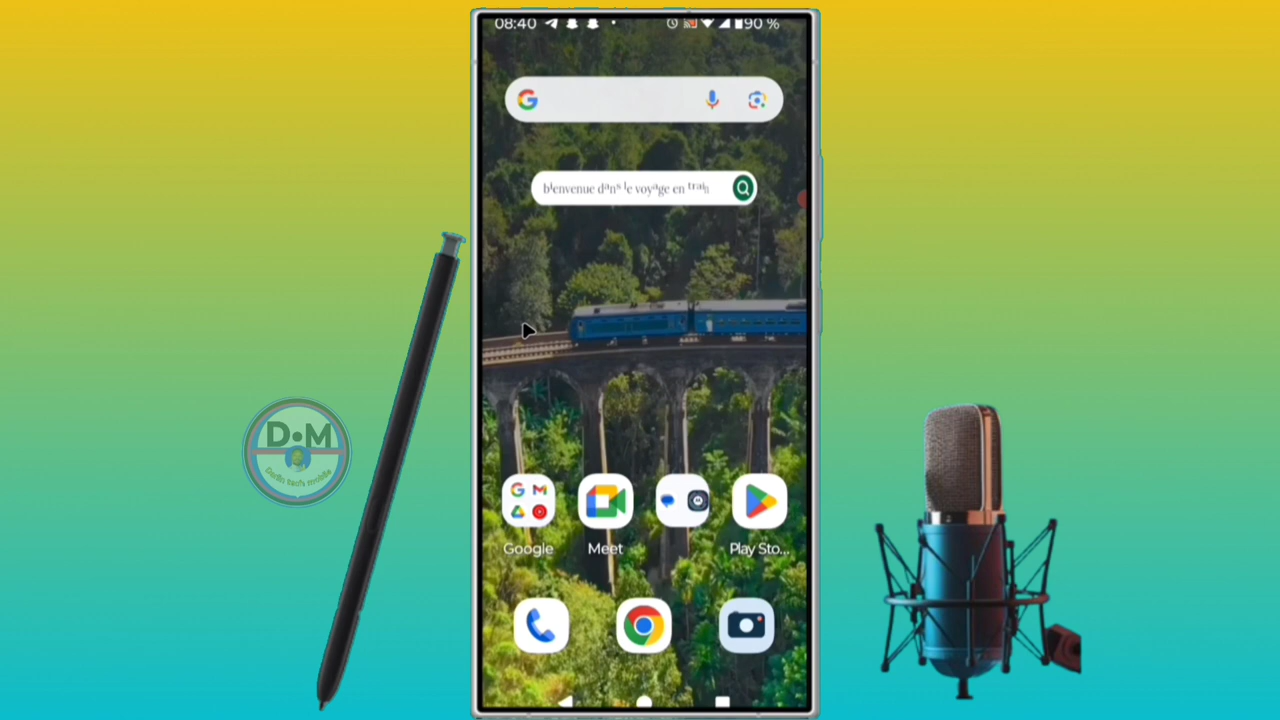 08:40
90 %
bienvenue dans le voyage en train
D•M
Google
Meet
Play Sto...